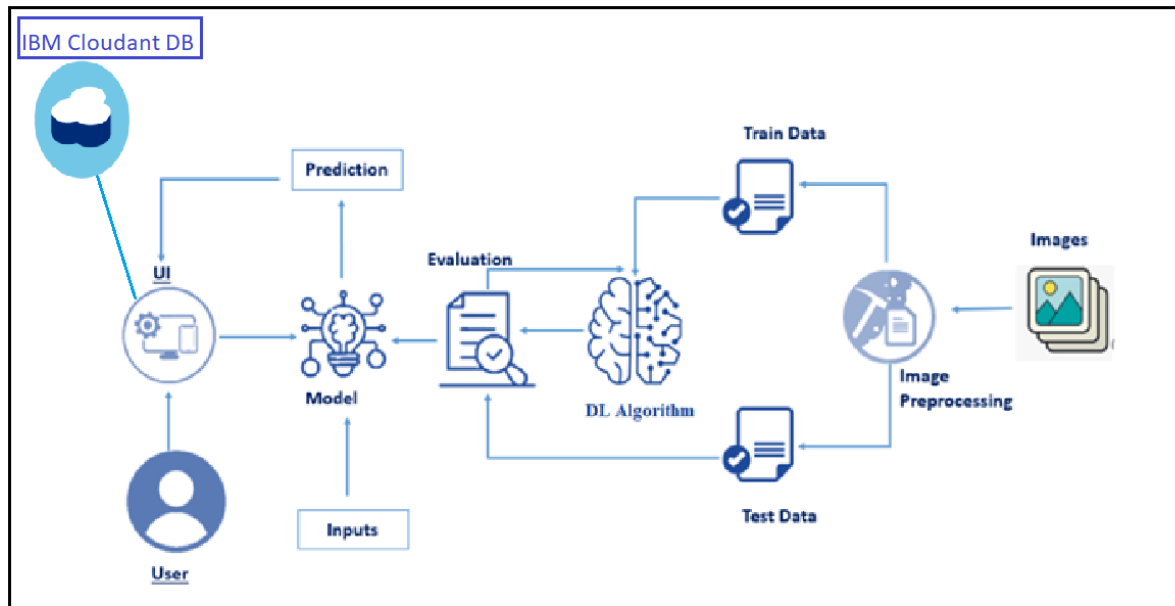 IBM Cloudant DB
Train Data
Prediction
Images
Evaluation
UI
Image
Preprocessing
Model
DL Algorithm
Test Data
Inputs
User